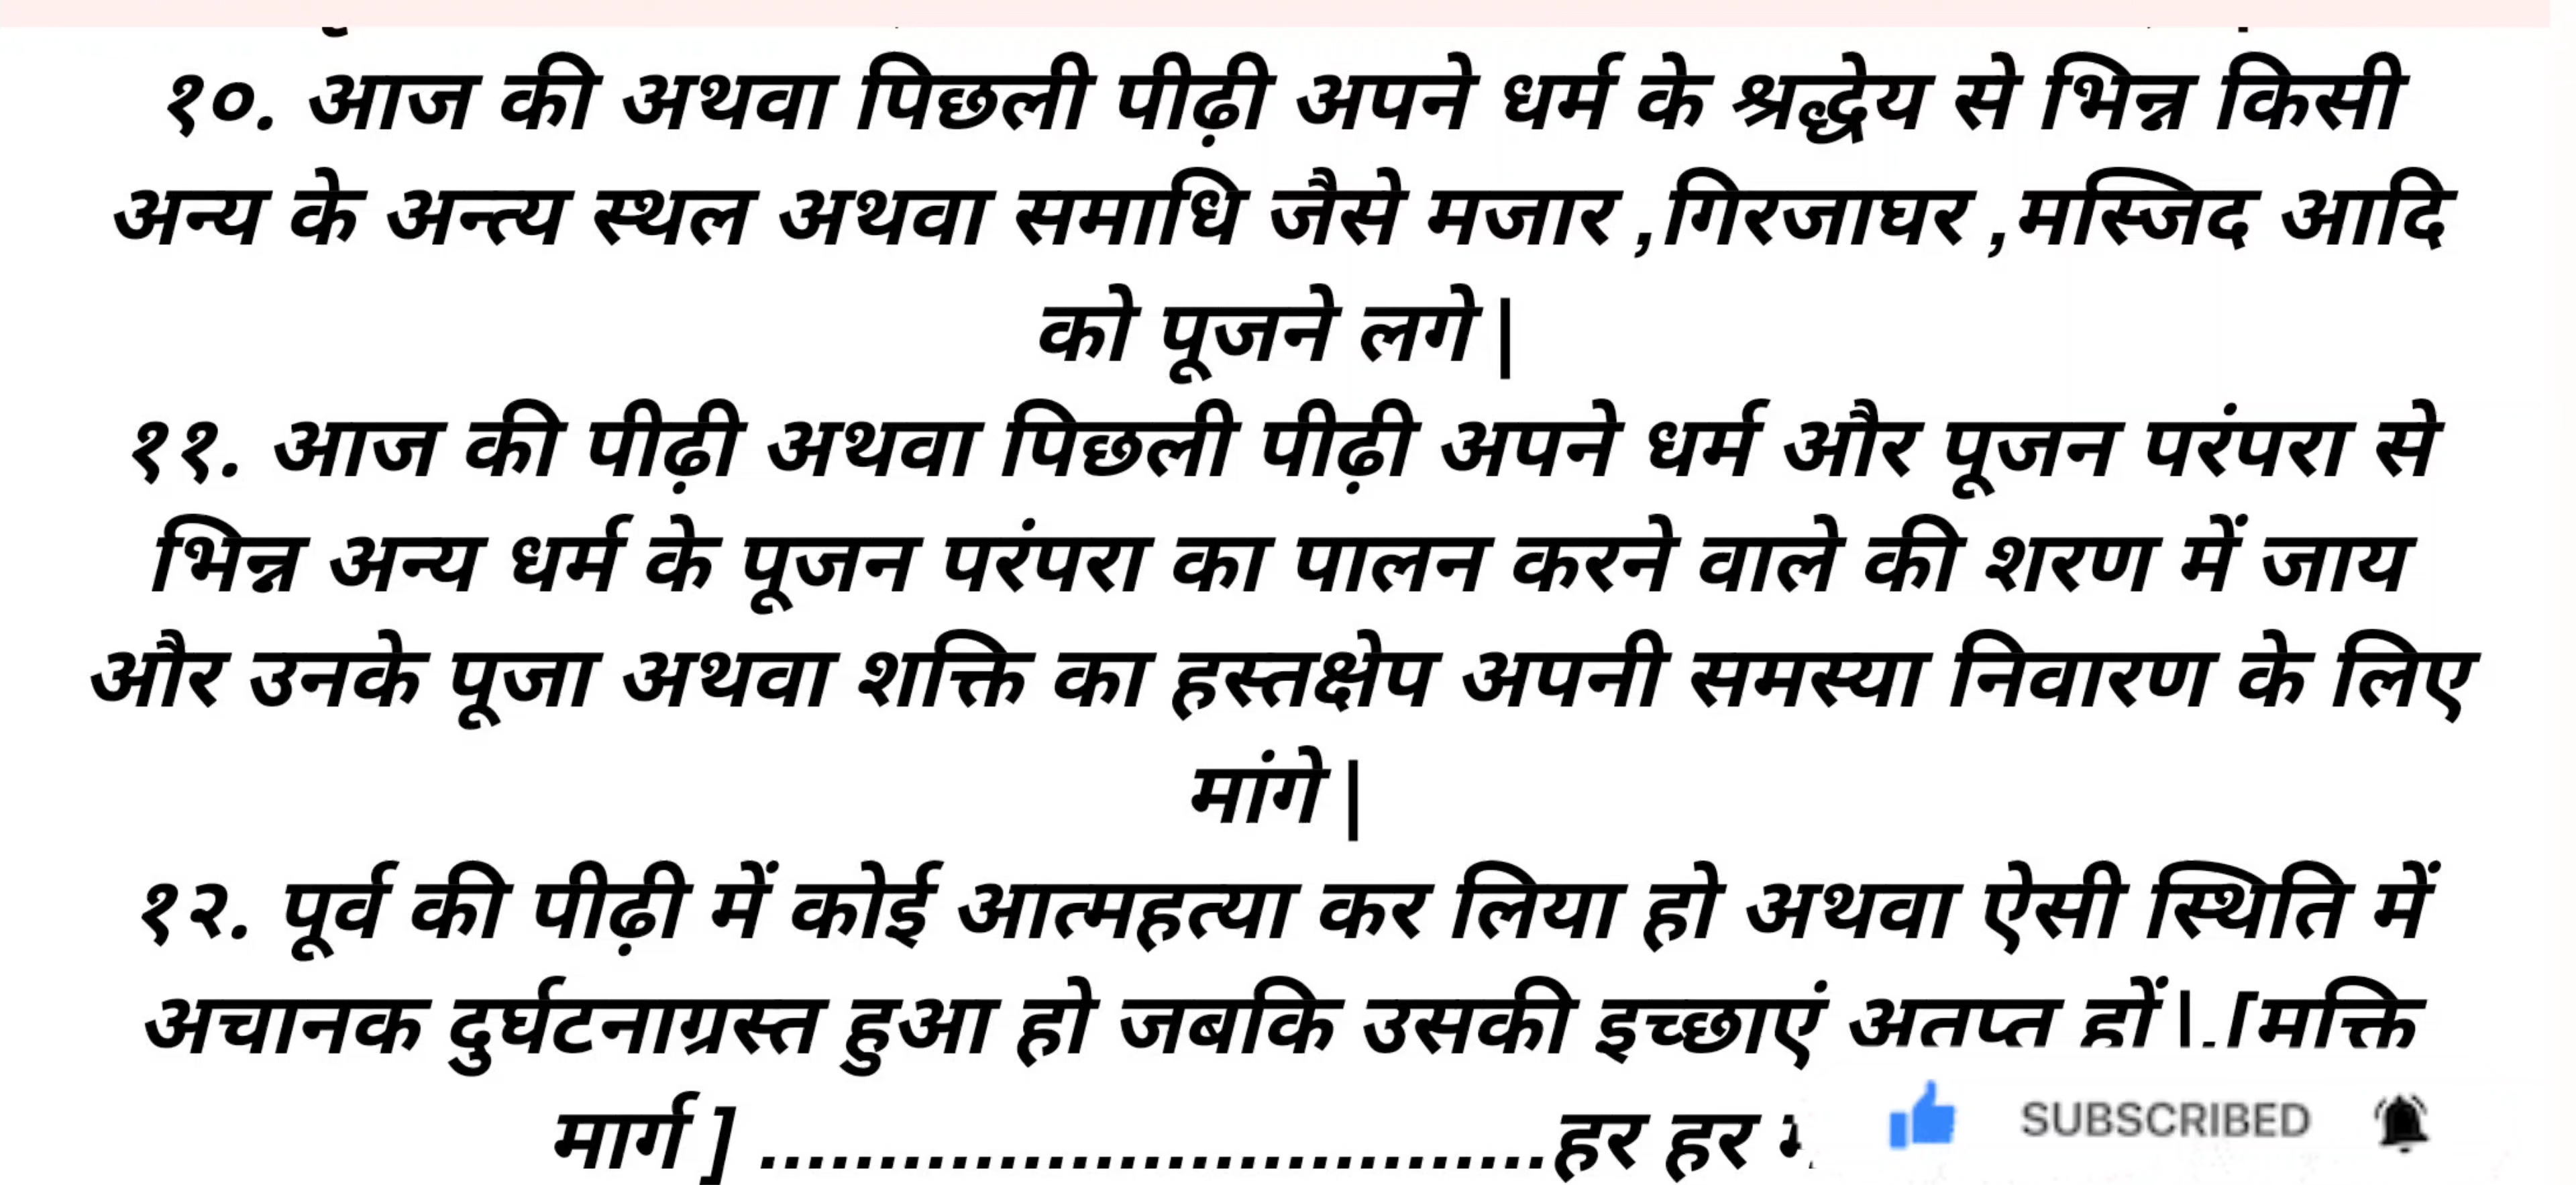 १०. आज की अथवा पिछली पीढ़ी अपने धर्म के श्रद्धेय से भिन्न किसी
अन्य के अन्त्य स्थल अथवा समाधि जैसे मजार ,गिरजाघर ,मस्जिद आदि
को पूजने लगे |
११. आज की पीढ़ी अथवा पिछली पीढ़ी अपने धर्म और पूजन परंपरा से
भिन्न अन्य धर्म के पूजन परंपरा का पालन करने वाले की शरण में जाय
और उनके पूजा अथवा शक्ति का हस्तक्षेप अपनी समस्या निवारण के लिए
मांगे |
१२. पूर्व की पीढ़ी में कोई आत्महत्या कर लिया हो अथवा ऐसी स्थिति में
अचानक दुर्घटनाग्रस्त हुआ हो जबकि उसकी इच्छाएं अतृप्त हों |.[मुक्ति
मार्ग ] ................................हर हर
SUBSCRIBED